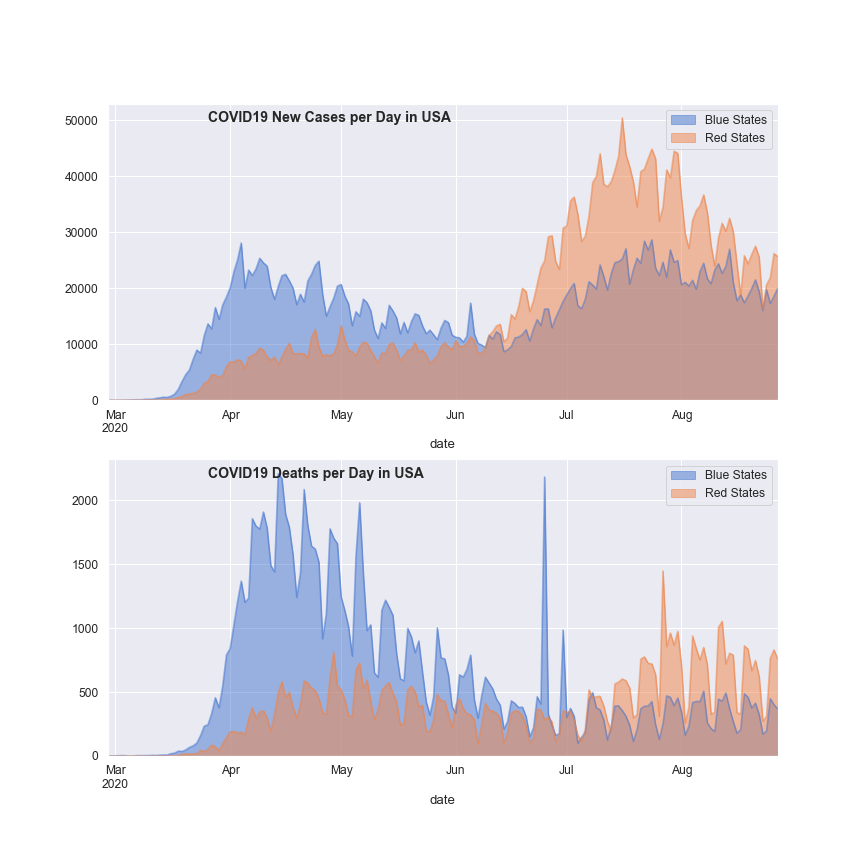 COVID19 New Cases per Day in USA
Blue States
Red States
50000
40000
30000
20000
10000
0
Mar Apr May Jun Jul Aug
2020
date
COVID19 Deaths per Day in USA
Blue States
Red States
2000
1500
1000
500
0
Mar Apr May Jun Jul Aug
2020
date